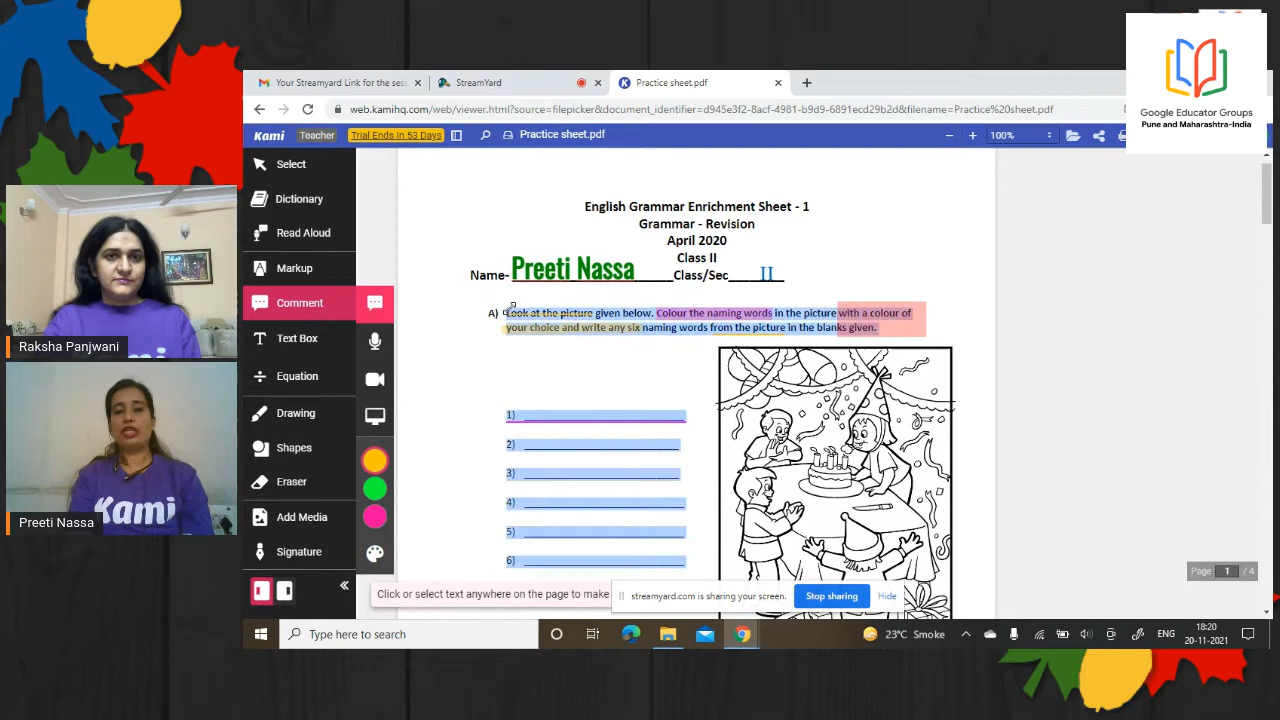 Google Educator Groups
Pune and Maharashtra-India
Your Streyard Link for the ses
StreamYard
Practice sheet.pdf
web.kamihq.com/web/viewer.html?source=filepicker&document_identifier=d945e3f2-8acf-4981-b9d9-6891ecd29b2d&filename=Practice%20sheet.pdf
Kami Teacher Trial Ends in 53 Days Practice sheet.pdf 100%
Select
Dictionary
Read Aloud
Markup
Comment
Text Box
Equation
Drawing
Shapes
Eraser
Add Media
Signature
English Grammar Enrichment Sheet - 1
Grammar - Revision
April 2020
Class II
Name- Preeti Nassa Class/Sec II
A) Look at the picture given below. Colour the naming words in the picture with a colour of
your choice and write any six naming words from the picture in the blanks given.
1)
2)
3)
4)
5)
6)
Raksha Panjwani
Kami
Preeti Nassa
Page 1 / 4
Click or select text anywhere on the page to make
streamyard.com is sharing your screen. Stop sharing Hide
Type here to search
23°C Smoke
ENG
18:20
20-11-2021